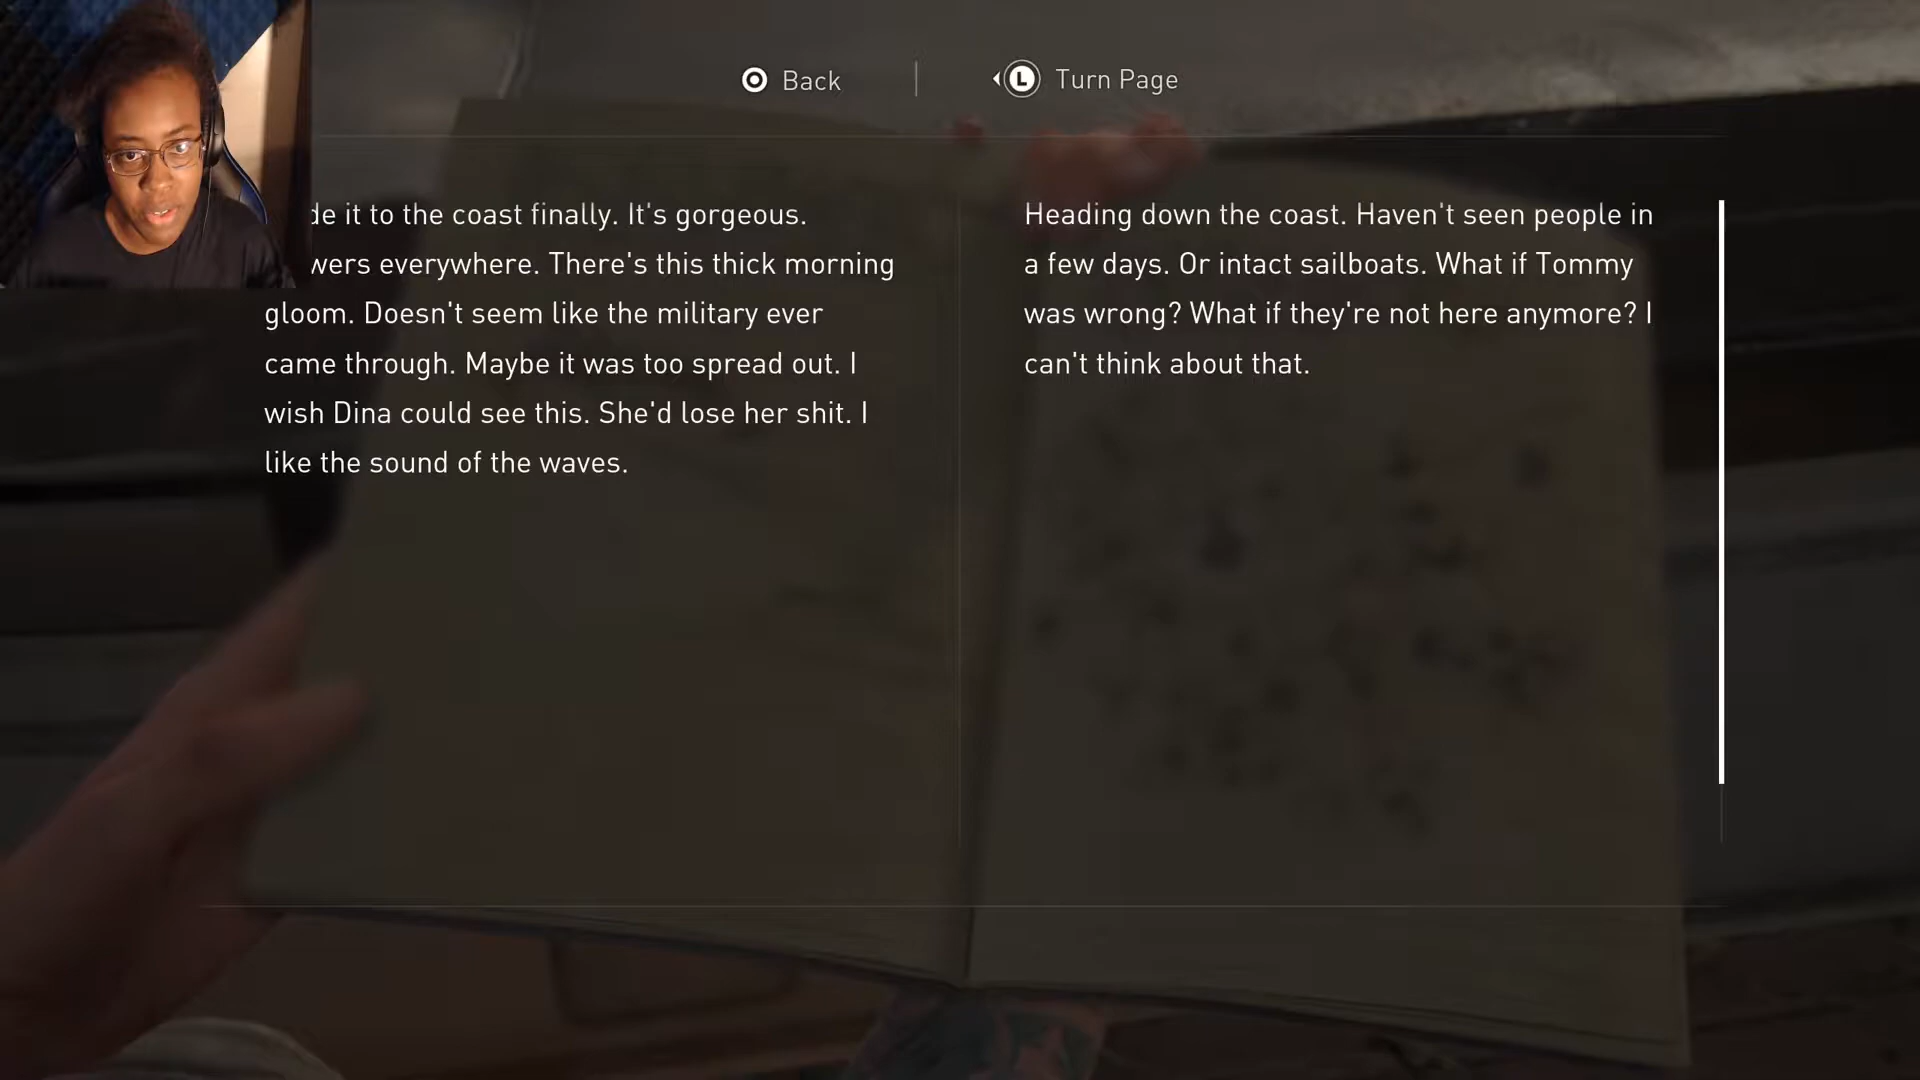 Back
L Turn Page
de it to the coast finally. It's gorgeous.
wers everywhere. There's this thick morning
gloom. Doesn't seem like the military ever
came through. Maybe it was too spread out. I
wish Dina could see this. She'd lose her shit. I
like the sound of the waves.
Heading down the coast. Haven't seen people in
a few days. Or intact sailboats. What if Tommy
was wrong? What if they're not here anymore? I
can't think about that.